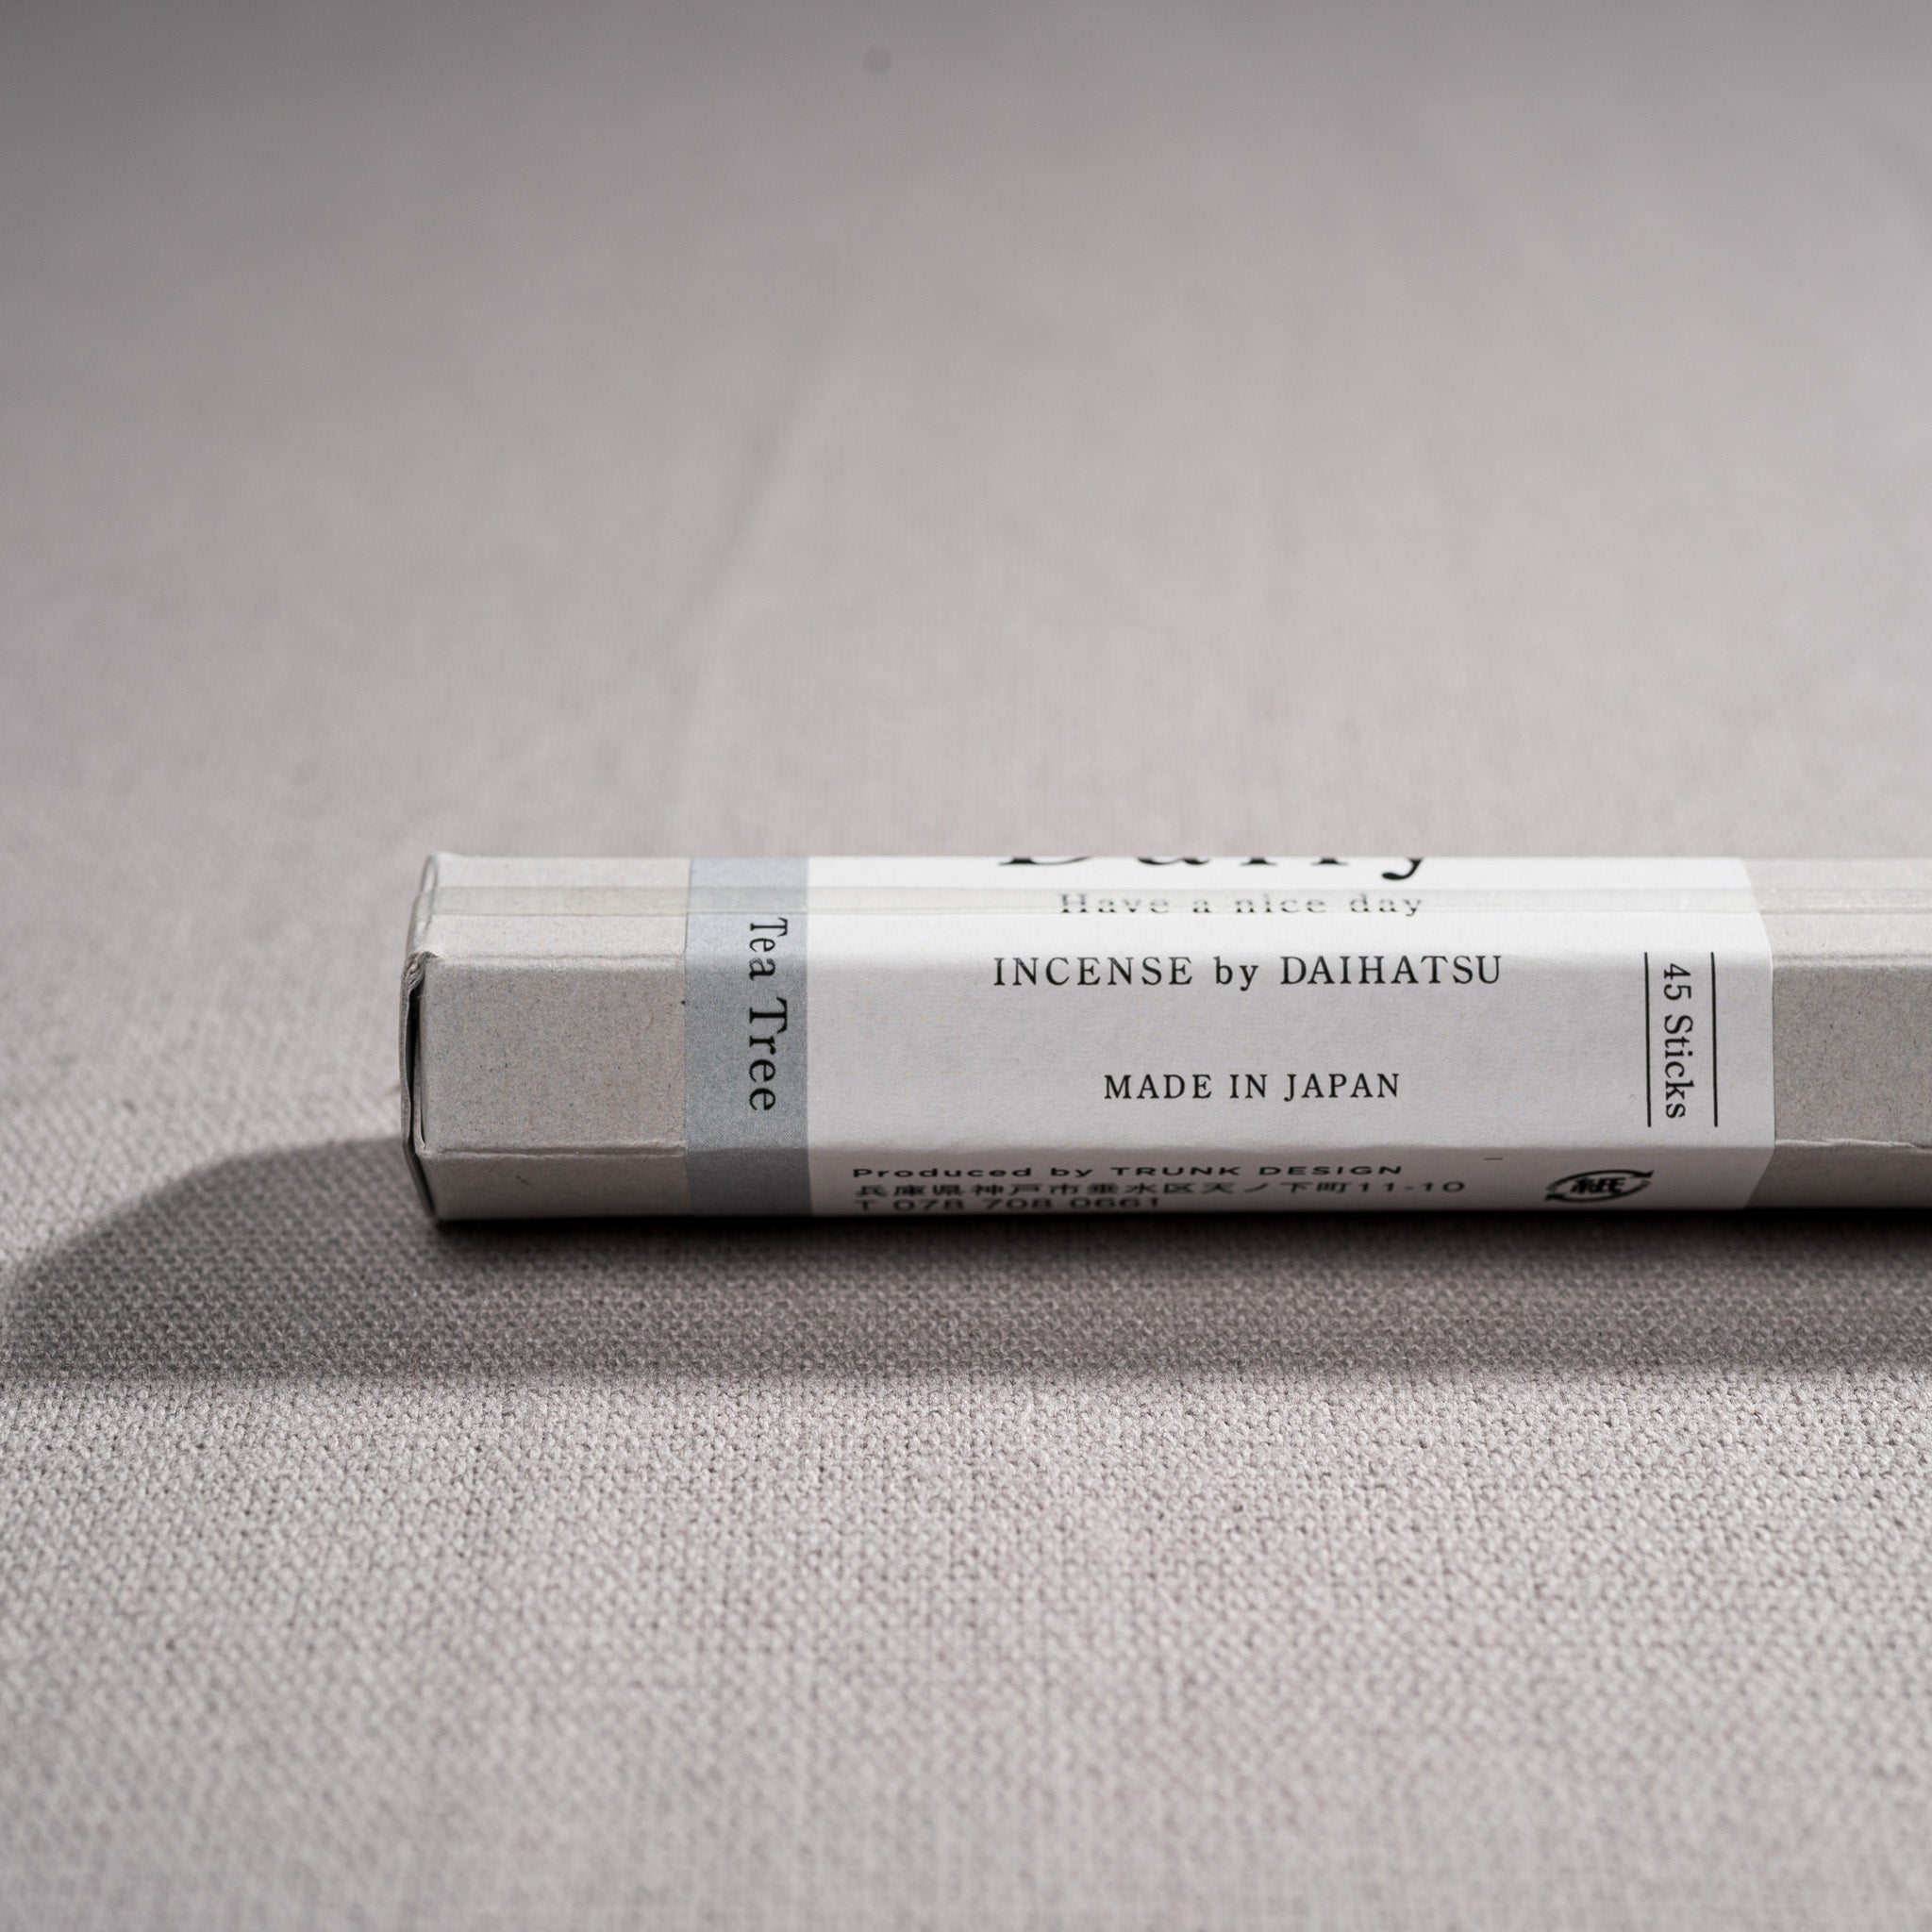 Daily
Have a nice day
INCENSE by DAIHATSU
MADE IN JAPAN
Tea Tree
45 Sticks
Produced by TRUNK DESIGN
兵庫県神戸市垂水区天ノ下町11-10
T 078 708 0661
紙